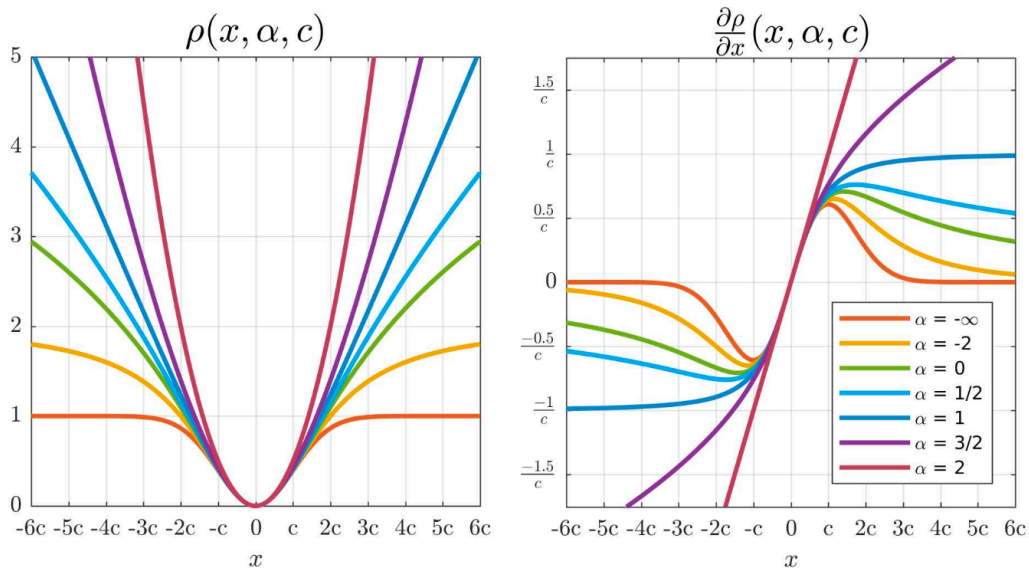 ρ(x, α, c)
5
4
3
2
1
0
-6c -5c -4c -3c -2c -c 0 c 2c 3c 4c 5c 6c
x
∂ρ/∂x (x, α, c)
1.5/c
1/c
0.5/c
0
-0.5/c
-1/c
-1.5/c
-6c -5c -4c -3c -2c -c 0 c 2c 3c 4c 5c 6c
x
α = -∞
α = -2
α = 0
α = 1/2
α = 1
α = 3/2
α = 2